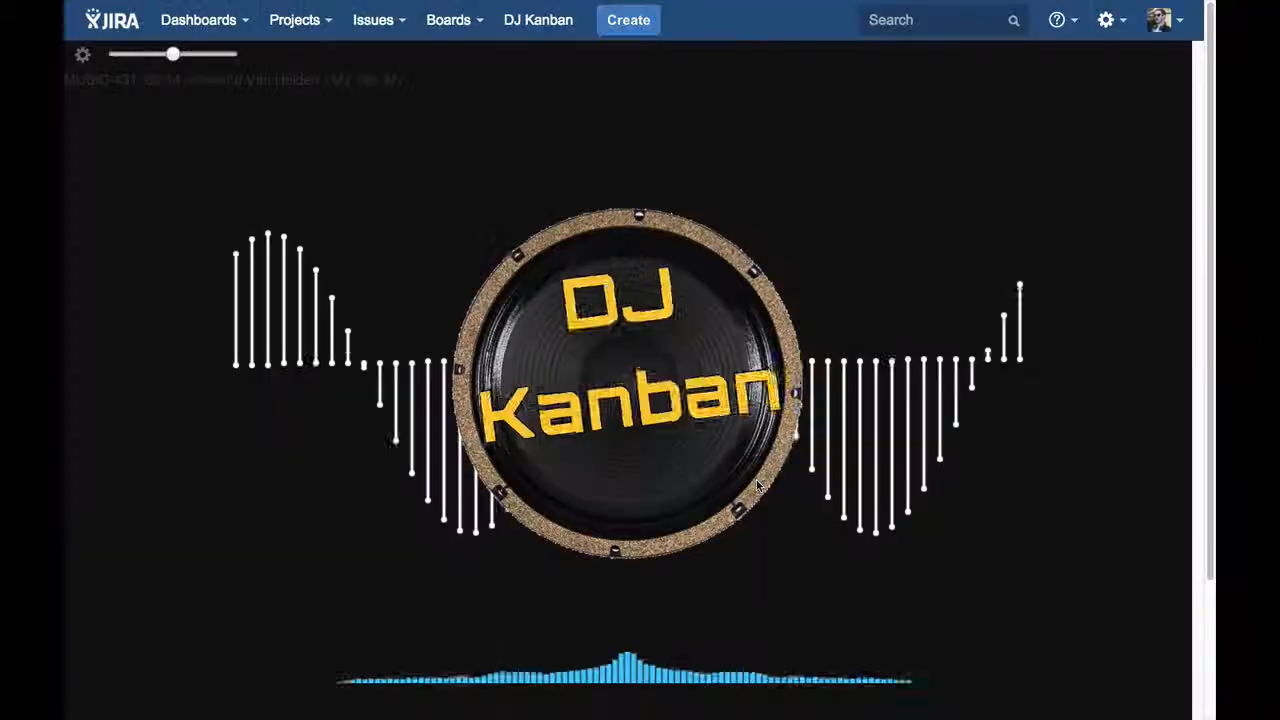 JIRA Dashboards Projects Issues Boards DJ Kanban Create Search
DJ
Kanban